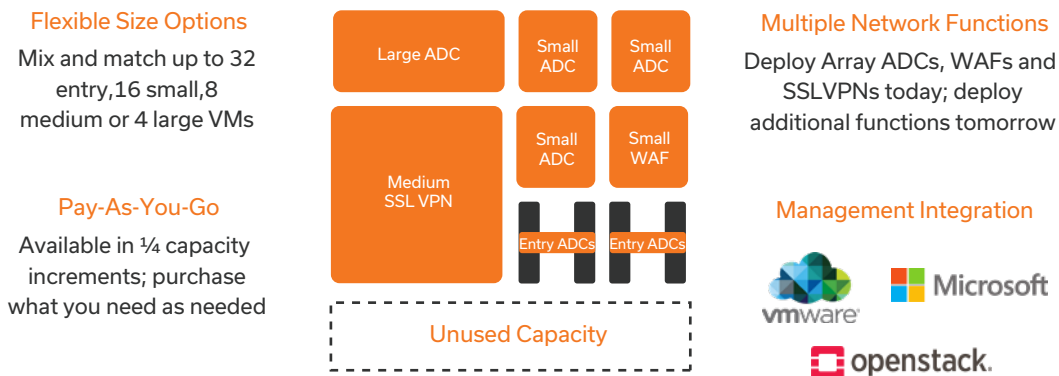 Flexible Size Options
Mix and match up to 32
entry,16 small,8
medium or 4 large VMs
Pay-As-You-Go
Available in ¼ capacity
increments; purchase
what you need as needed
Large ADC
Small
ADC
Small
ADC
Medium
SSL VPN
Small
ADC
Small
WAF
Entry ADCs
Entry ADCs
Unused Capacity
Multiple Network Functions
Deploy Array ADCs, WAFs and
SSLVPNs today; deploy
additional functions tomorrow
Management Integration
vmware
Microsoft
openstack.